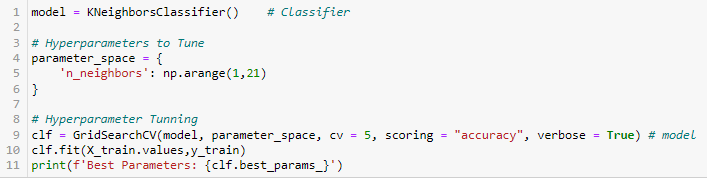 1 model = KNeighborsClassifier()    # Classifier
2
3 # Hyperparameters to Tune
4 parameter_space = {
5     'n_neighbors': np.arange(1,21)
6 }
7
8 # Hyperparameter Tunning
9 clf = GridSearchCV(model, parameter_space, cv = 5, scoring = "accuracy", verbose = True) # model
10 clf.fit(X_train.values,y_train)
11 print(f'Best Parameters: {clf.best_params_}')